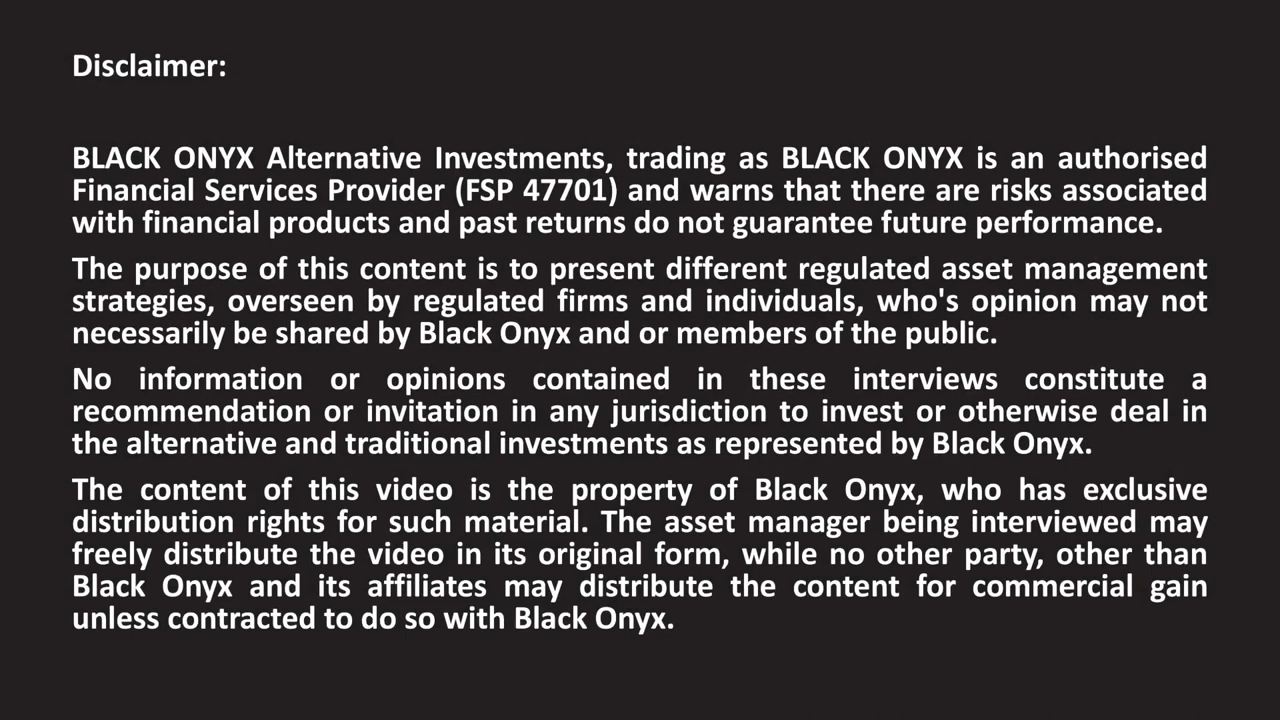 Disclaimer:
BLACK ONYX Alternative Investments, trading as BLACK ONYX is an authorised
Financial Services Provider (FSP 47701) and warns that there are risks associated
with financial products and past returns do not guarantee future performance.
The purpose of this content is to present different regulated asset management
strategies, overseen by regulated firms and individuals, who's opinion may not
necessarily be shared by Black Onyx and or members of the public.
No information or opinions contained in these interviews constitute a
recommendation or invitation in any jurisdiction to invest or otherwise deal in
the alternative and traditional investments as represented by Black Onyx.
The content of this video is the property of Black Onyx, who has exclusive
distribution rights for such material. The asset manager being interviewed may
freely distribute the video in its original form, while no other party, other than
Black Onyx and its affiliates may distribute the content for commercial gain
unless contracted to do so with Black Onyx.